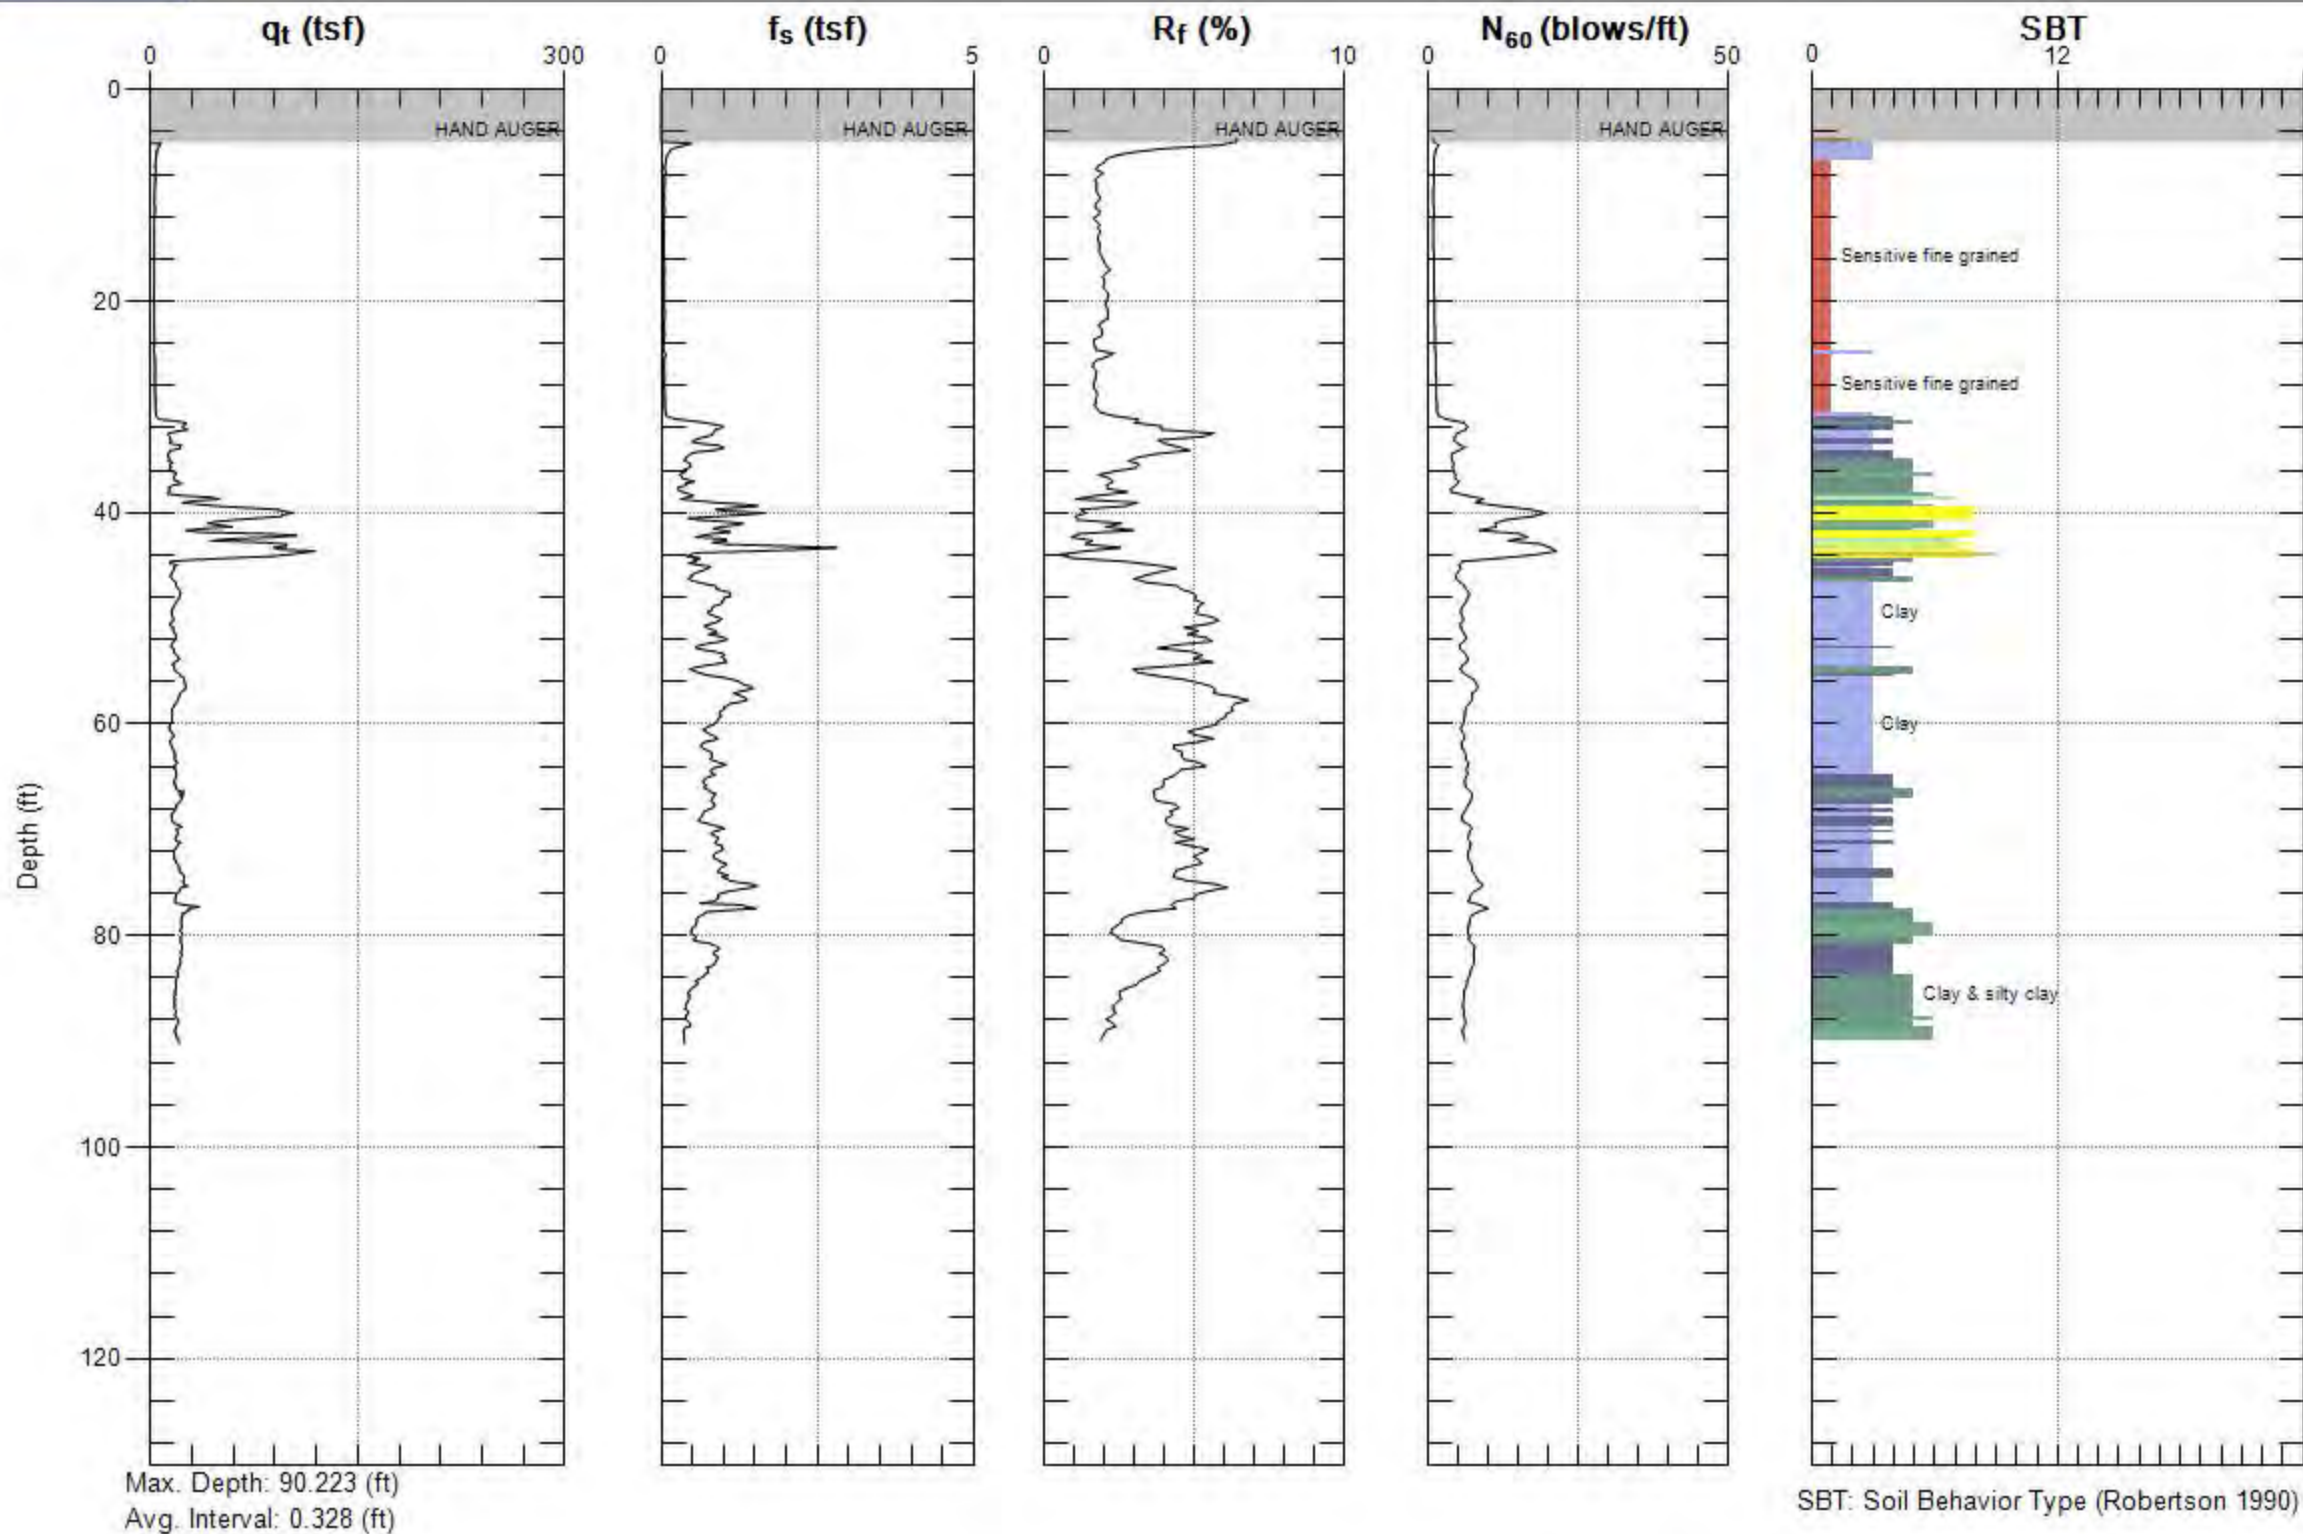 qt (tsf)
fs (tsf)
Rf (%)
N60 (blows/ft)
SBT
0 300 0 5 0 10 0 50 0 12
0
HAND AUGER HAND AUGER HAND AUGER HAND AUGER
Sensitive fine grained
20
Sensitive fine grained
40
Clay
60
Clay
Depth (ft)
80
Clay & silty clay
100
120
Max. Depth: 90.223 (ft)
Avg. Interval: 0.328 (ft)
SBT: Soil Behavior Type (Robertson 1990)